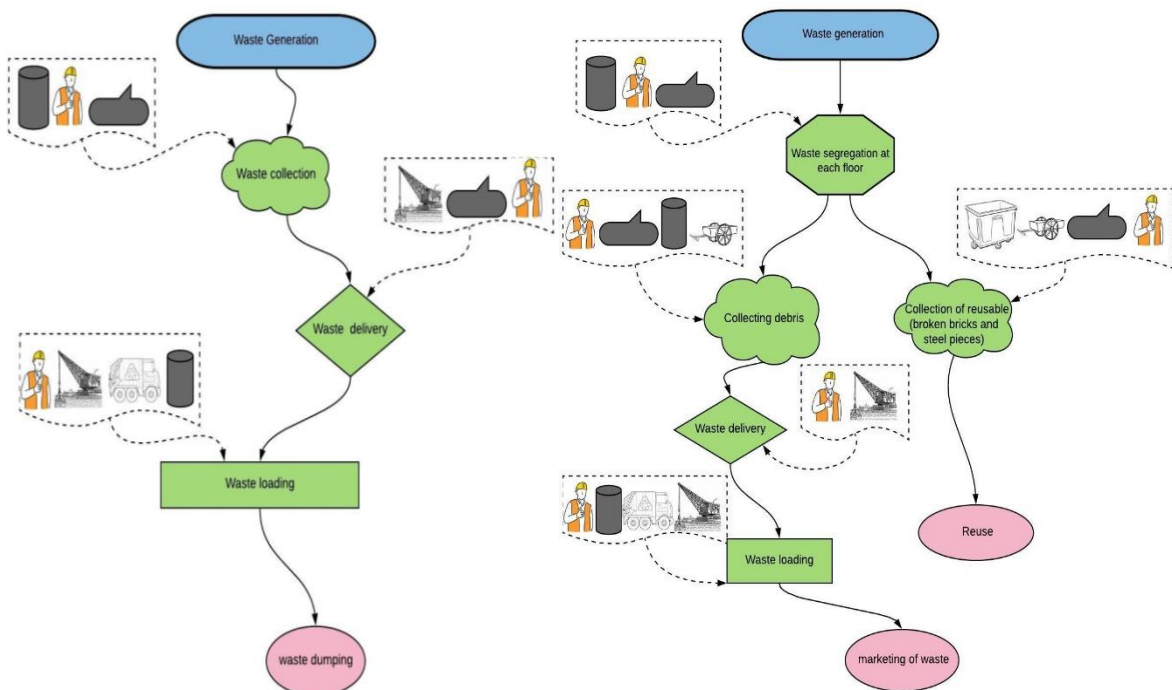 Waste Generation
Waste collection
Waste delivery
Waste loading
waste dumping
Waste generation
Waste segregation at
each floor
Collecting debris
Collection of reusable
(broken bricks and
steel pieces)
Waste delivery
Waste loading
Reuse
marketing of waste